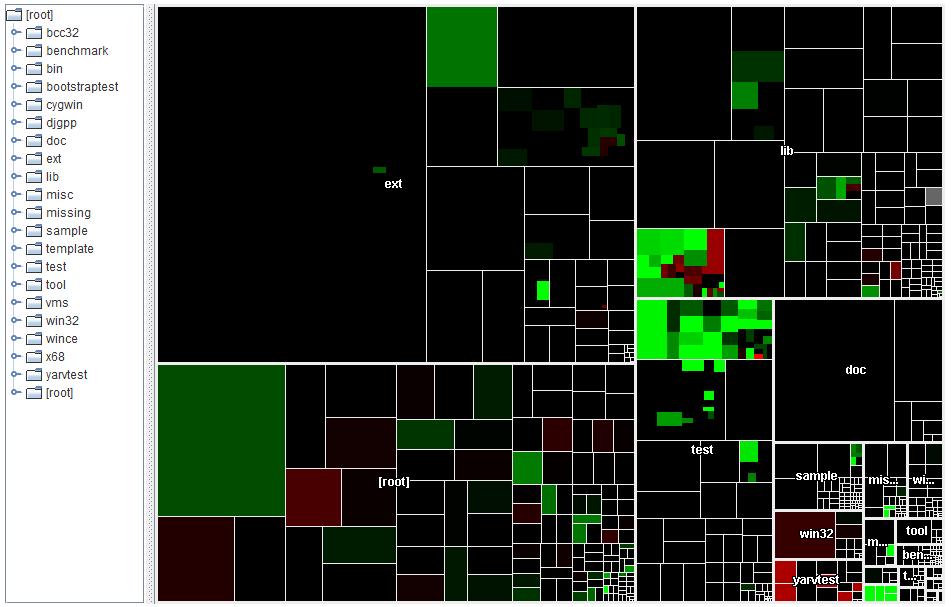 [root]
bcc32
benchmark
bin
bootstraptest
cygwin
djgpp
doc
ext
lib
misc
missing
sample
template
test
tool
vms
win32
wince
x68
yarvtest
[root]
ext
lib
doc
test
sample
mis...
wi...
[root]
win32
m...
tool
ben...
yarvtest
t...